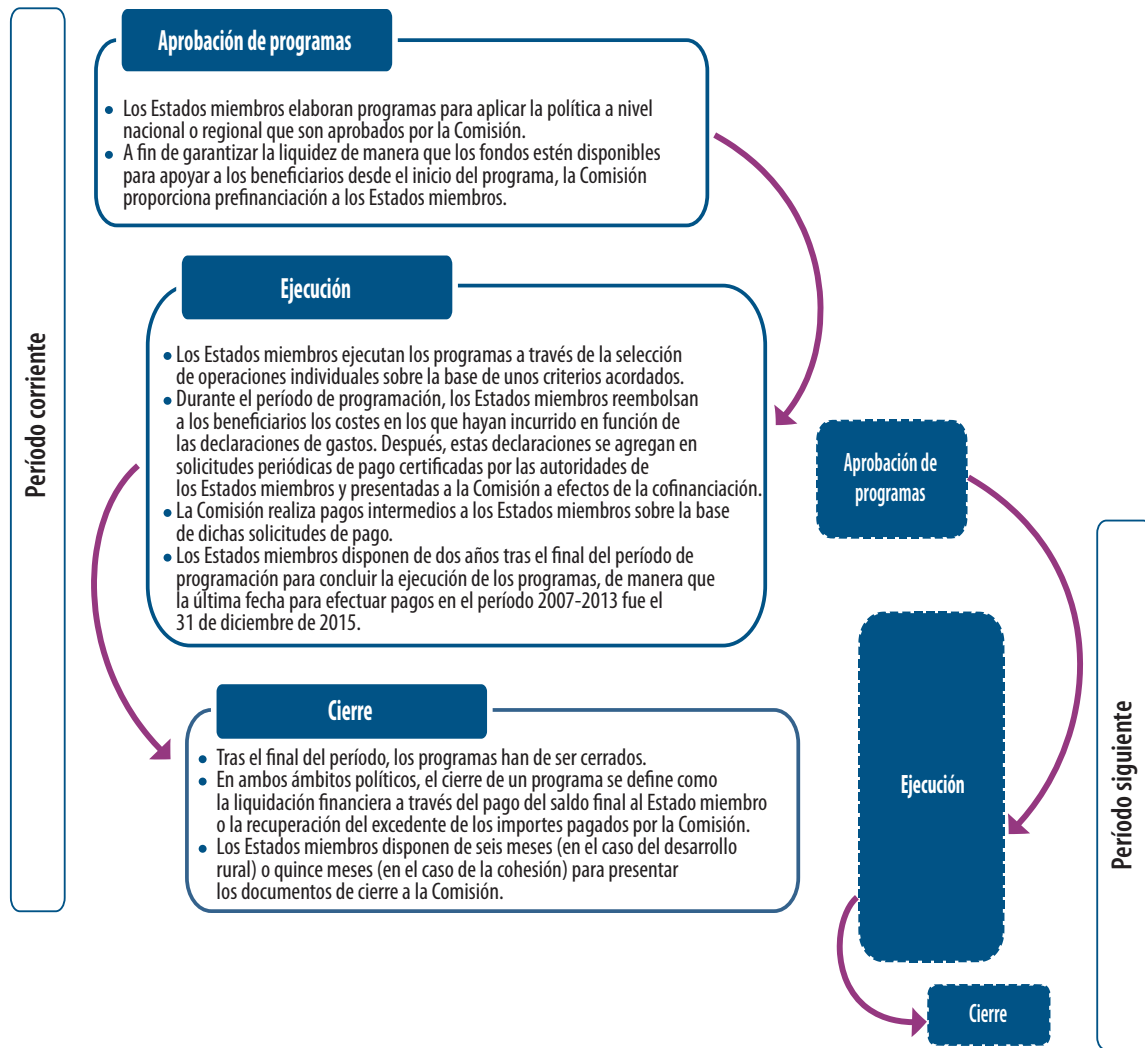 Período corriente
Aprobación de programas
• Los Estados miembros elaboran programas para aplicar la política a nivel
nacional o regional que son aprobados por la Comisión.
• A fin de garantizar la liquidez de manera que los fondos estén disponibles
para apoyar a los beneficiarios desde el inicio del programa, la Comisión
proporciona prefinanciación a los Estados miembros.
Ejecución
• Los Estados miembros ejecutan los programas a través de la selección
de operaciones individuales sobre la base de unos criterios acordados.
• Durante el período de programación, los Estados miembros reembolsan
a los beneficiarios los costes en los que hayan incurrido en función de
las declaraciones de gastos. Después, estas declaraciones se agregan en
solicitudes periódicas de pago certificadas por las autoridades de
los Estados miembros y presentadas a la Comisión a efectos de la cofinanciación.
• La Comisión realiza pagos intermedios a los Estados miembros sobre la base
de dichas solicitudes de pago.
• Los Estados miembros disponen de dos años tras el final del período de
programación para concluir la ejecución de los programas, de manera que
la última fecha para efectuar pagos en el período 2007-2013 fue el
31 de diciembre de 2015.
Cierre
• Tras el final del período, los programas han de ser cerrados.
• En ambos ámbitos políticos, el cierre de un programa se define como
la liquidación financiera a través del pago del saldo final al Estado miembro
o la recuperación del excedente de los importes pagados por la Comisión.
• Los Estados miembros disponen de seis meses (en el caso del desarrollo
rural) o quince meses (en el caso de la cohesión) para presentar
los documentos de cierre a la Comisión.
Aprobación de
programas
Ejecución
Cierre
Período siguiente